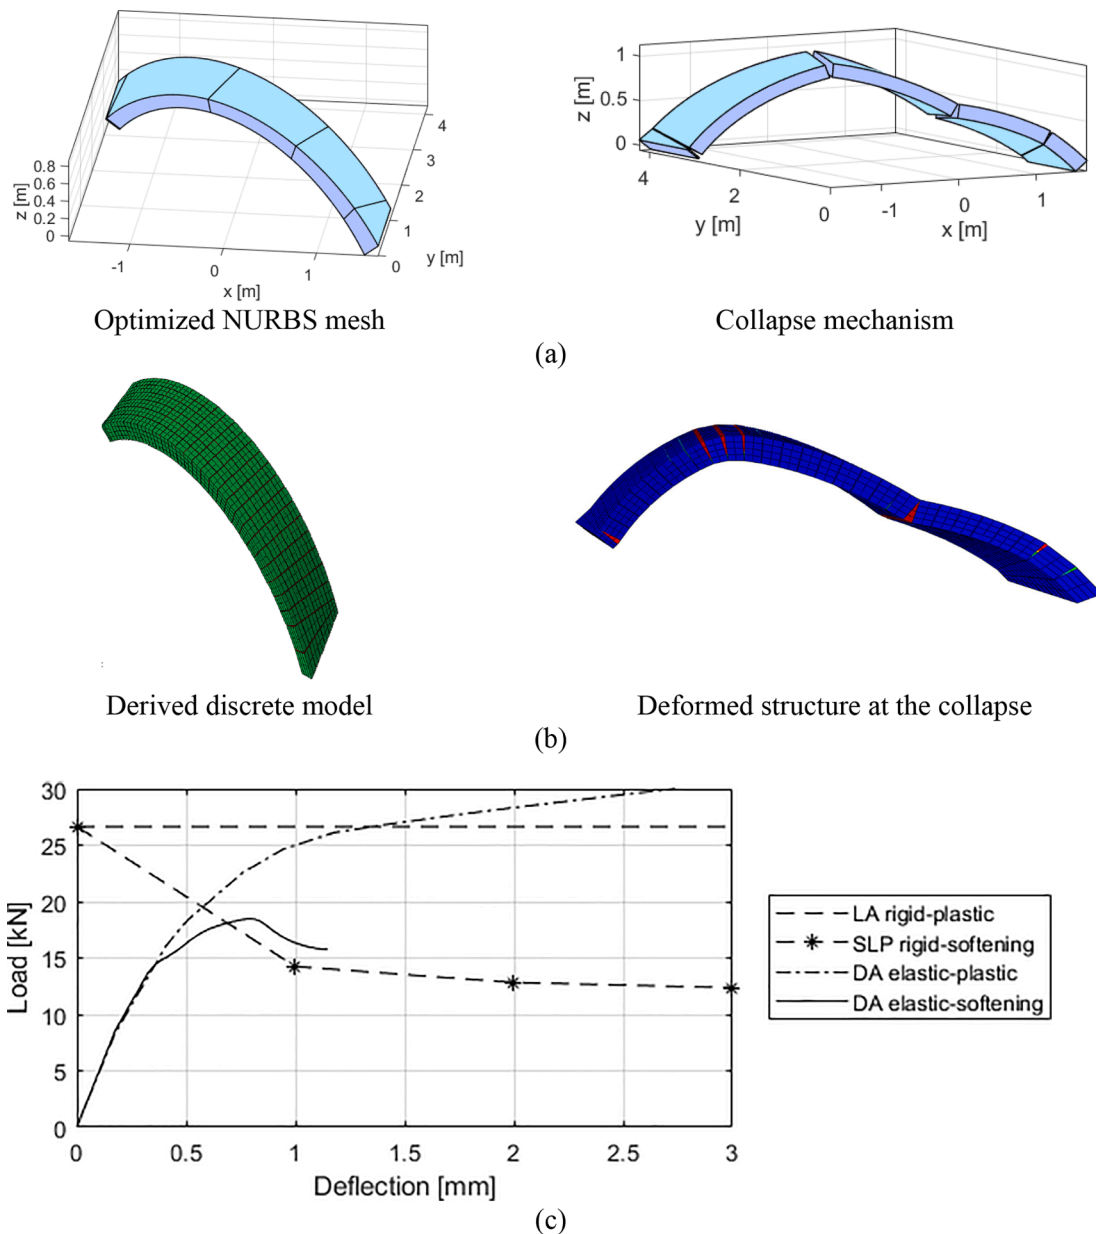 4
3
2
1
0
y [m]
0.8
0.6
0.4
0.2
0
z [m]
-1
0
1
x [m]
1
0.5
0
z [m]
4
2
0
y [m]
-1
0
1
x [m]
Optimized NURBS mesh
Collapse mechanism
(a)
Derived discrete model
Deformed structure at the collapse
(b)
30
25
20
15
10
5
0
Load [kN]
0
0.5
1
1.5
2
2.5
3
Deflection [mm]
LA rigid-plastic
SLP rigid-softening
DA elastic-plastic
DA elastic-softening
(c)